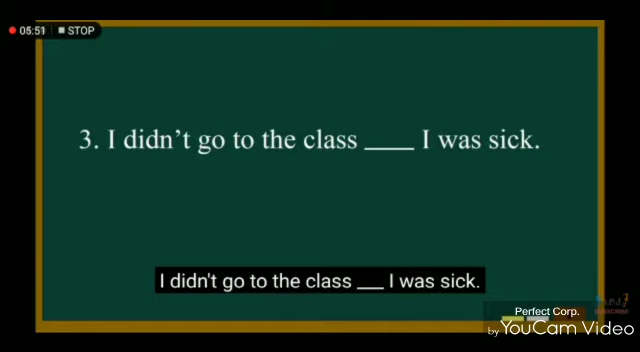 05:51 STOP
3. I didn't go to the class ____ I was sick.
I didn't go to the class ___ I was sick.
Perfect Corp.
SUBSCRIBE
by YouCam Video